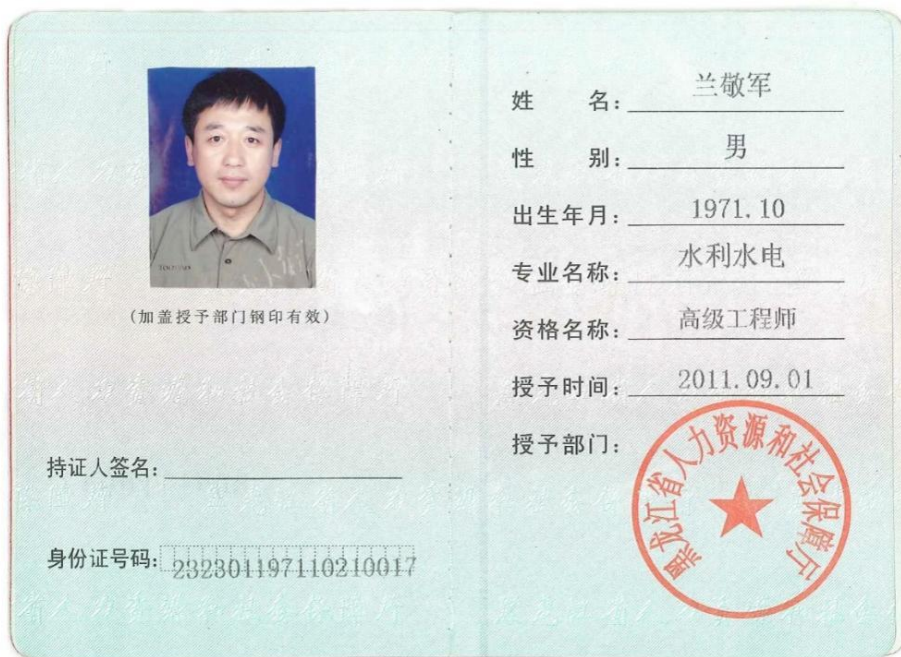 (加盖授予部门钢印有效)
持证人签名:
身份证号码: 232301197110210017
姓 名: 兰敬军
性 别: 男
出生年月: 1971.10
专业名称: 水利水电
资格名称: 高级工程师
授予时间: 2011.09.01
授予部门:
黑龙江省人力资源和社会保障厅